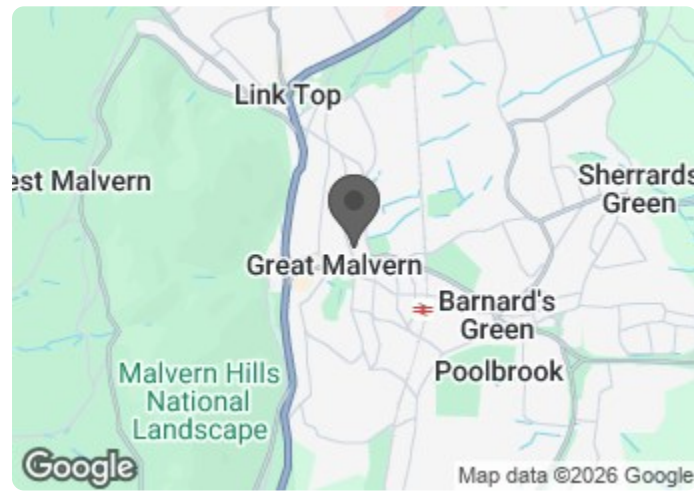 Link Top
est Malvern
Sherrards
Green
Great Malvern
Barnard's
Green
Poolbrook
Malvern Hills
National
Landscape
Google
Map data ©2026 Google